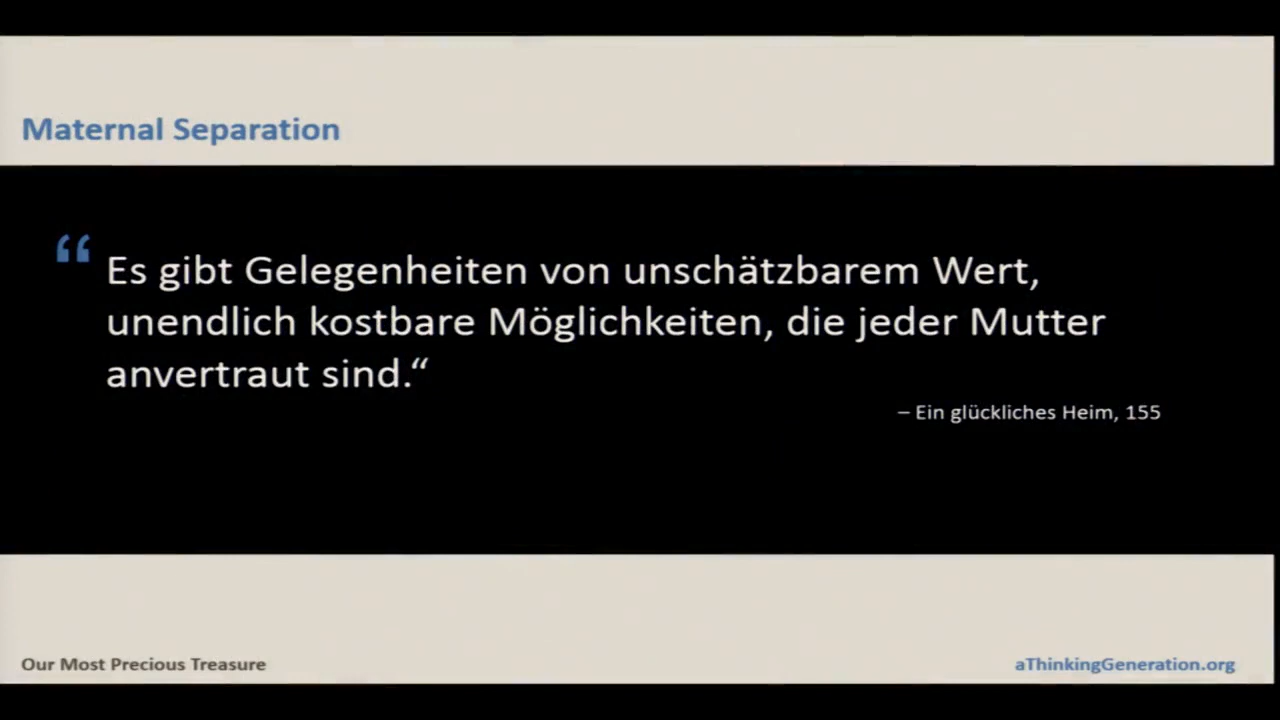 Maternal Separation
“ Es gibt Gelegenheiten von unschätzbarem Wert,
unendlich kostbare Möglichkeiten, die jeder Mutter
anvertraut sind.“
– Ein glückliches Heim, 155
Our Most Precious Treasure
aThinkingGeneration.org